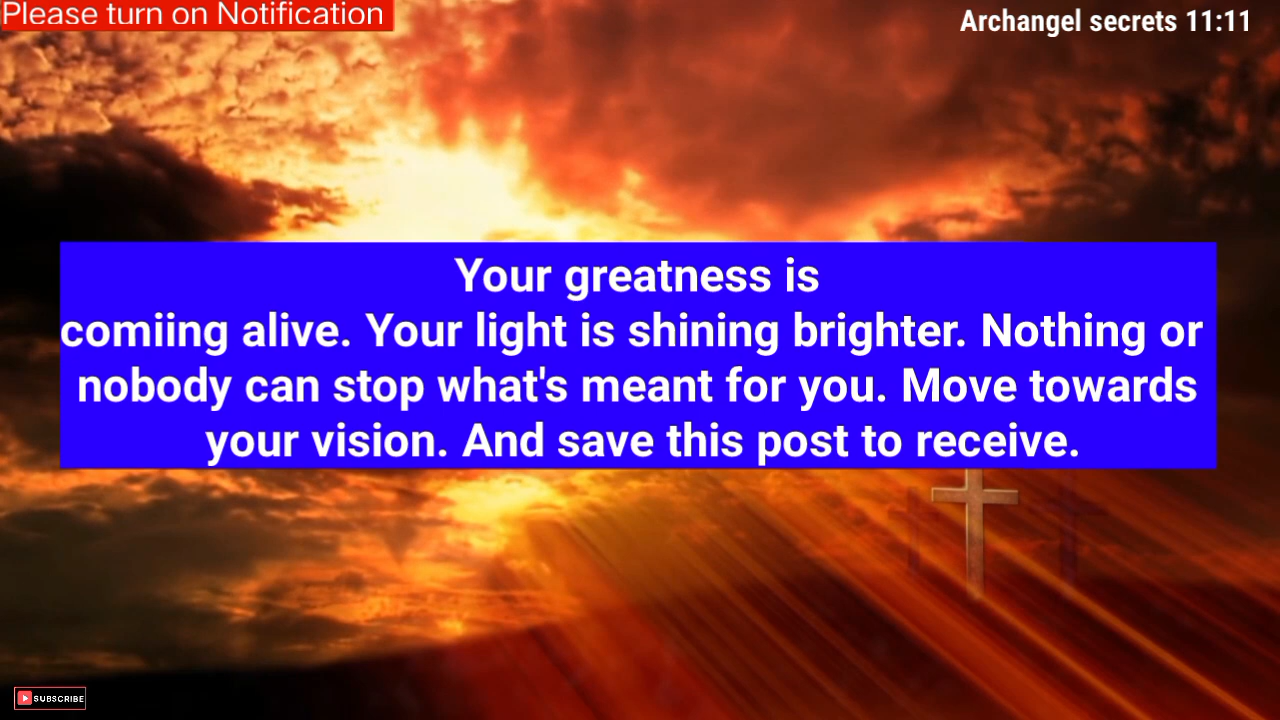 Please turn on Notification
Archangel secrets 11:11
Your greatness is
comiing alive. Your light is shining brighter. Nothing or
nobody can stop what's meant for you. Move towards
your vision. And save this post to receive.
SUBSCRIBE